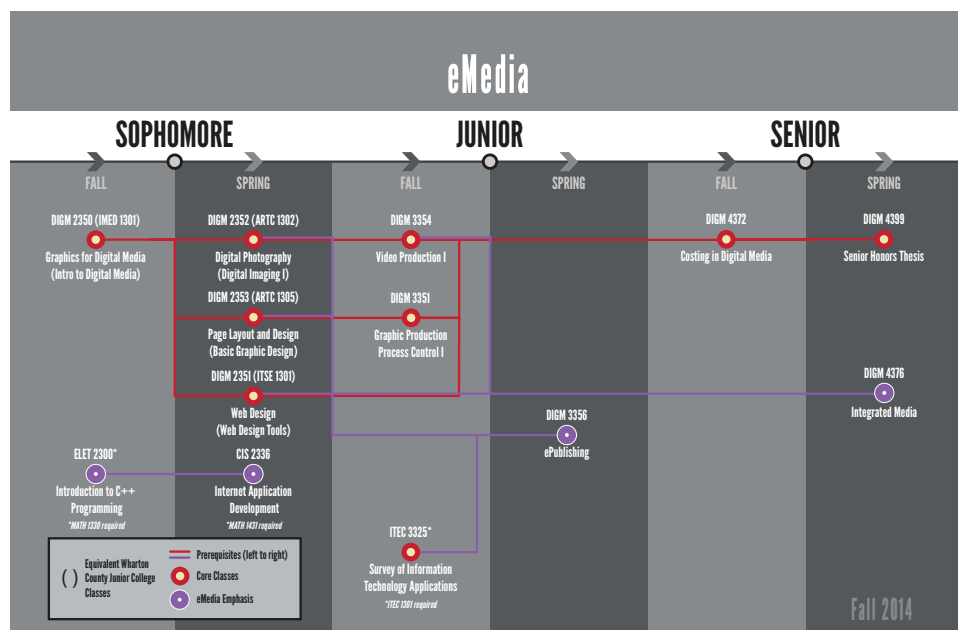 eMedia
SOPHOMORE
JUNIOR
SENIOR
FALL
SPRING
FALL
SPRING
FALL
SPRING
DIGM 2350 (IMED 1301)
Graphics for Digital Media
(Intro to Digital Media)
DIGM 2352 (ARTC 1302)
Digital Photography
(Digital Imaging I)
DIGM 3354
Video Production I
DIGM 4372
Costing in Digital Media
DIGM 4399
Senior Honors Thesis
DIGM 2353 (ARTC 1305)
Page Layout and Design
(Basic Graphic Design)
DIGM 3351
Graphic Production
Process Control I
DIGM 2351 (ITSE 1301)
Web Design
(Web Design Tools)
DIGM 4376
Integrated Media
DIGM 3356
ePublishing
ELET 2300*
Introduction to C++
Programming
*MATH 1330 required
CIS 2336
Internet Application
Development
*MATH 1431 required
ITEC 3325*
Survey of Information
Technology Applications
*ITEC 1301 required
( ) Equivalent Wharton
County Junior College
Classes
Prerequisites (left to right)
Core Classes
eMedia Emphasis
Fall 2014